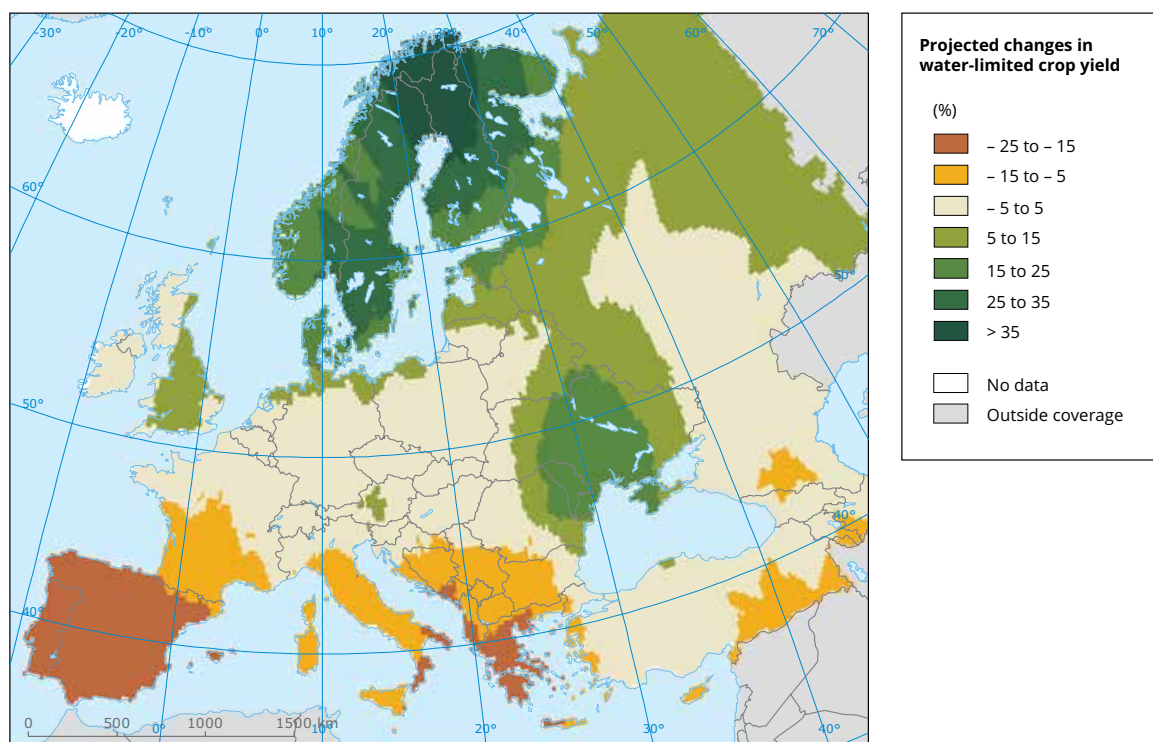 -30°
-20°
-10°
0°
10°
20°
30°
40°
50°
60°
70°
60°
50°
50°
40°
40°
0
500
1000
1500 km
0°
10°
20°
30°
40°
Projected changes in
water-limited crop yield
(%)
– 25 to – 15
– 15 to – 5
– 5 to 5
5 to 15
15 to 25
25 to 35
> 35
No data
Outside coverage